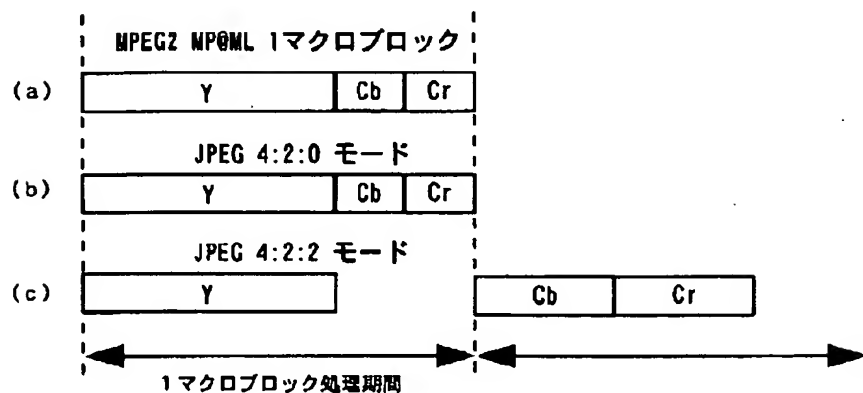 MPEG2 MP@ML 1マクロブロック
(a) Y Cb Cr
JPEG 4:2:0 モード
(b) Y Cb Cr
JPEG 4:2:2 モード
(c) Y Cb Cr
1マクロブロック処理期間